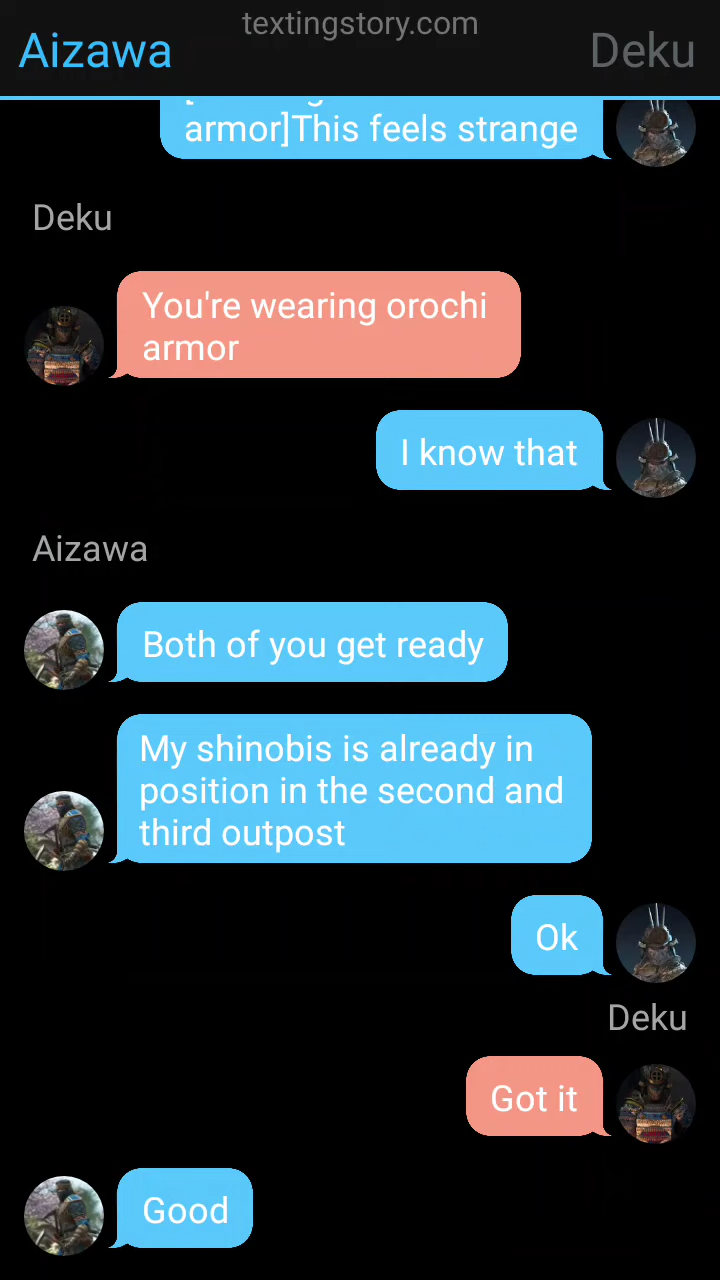 textingstory.com
Aizawa
Deku
armor]This feels strange
Deku
You're wearing orochi
armor
I know that
Aizawa
Both of you get ready
My shinobis is already in
position in the second and
third outpost
Ok
Deku
Got it
Good